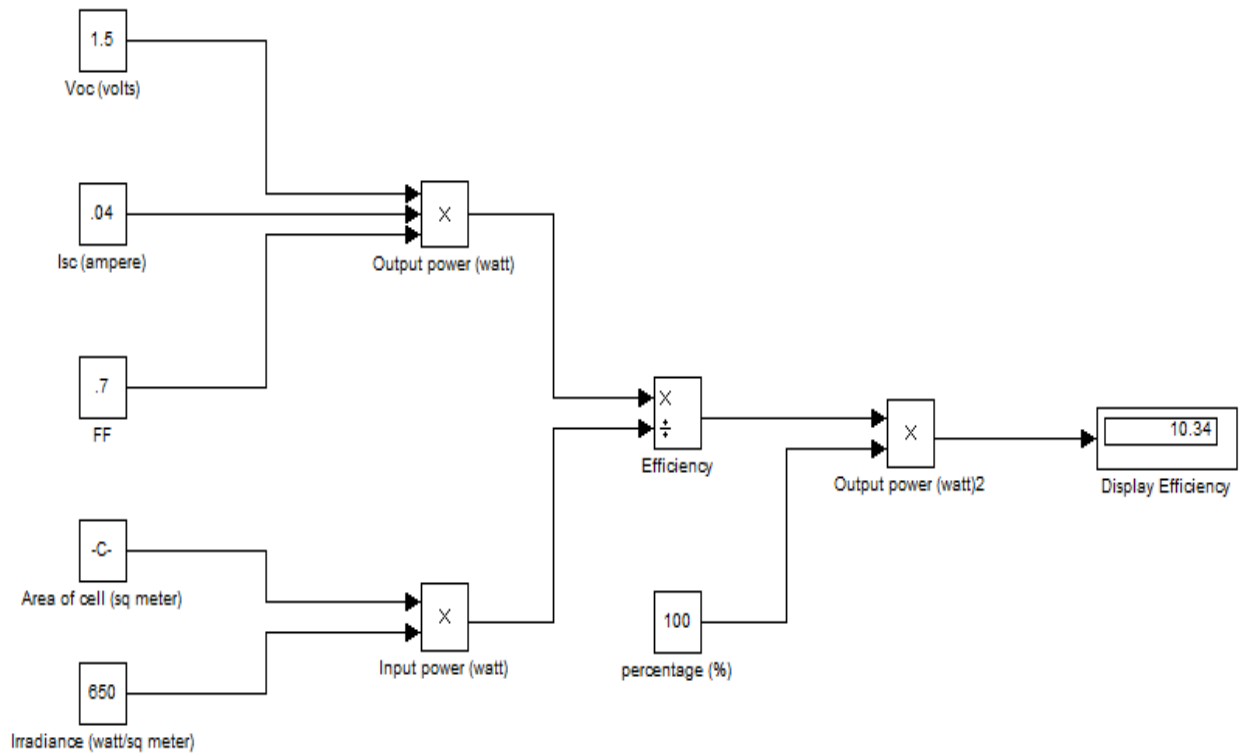 1.5
Voc (volts)
.04
Isc (ampere)
X
Output power (watt)
.7
FF
X
÷
Efficiency
X
Output power (watt)2
10.34
Display Efficiency
-C-
Area of cell (sq meter)
X
Input power (watt)
100
percentage (%)
650
Irradiance (watt/sq meter)